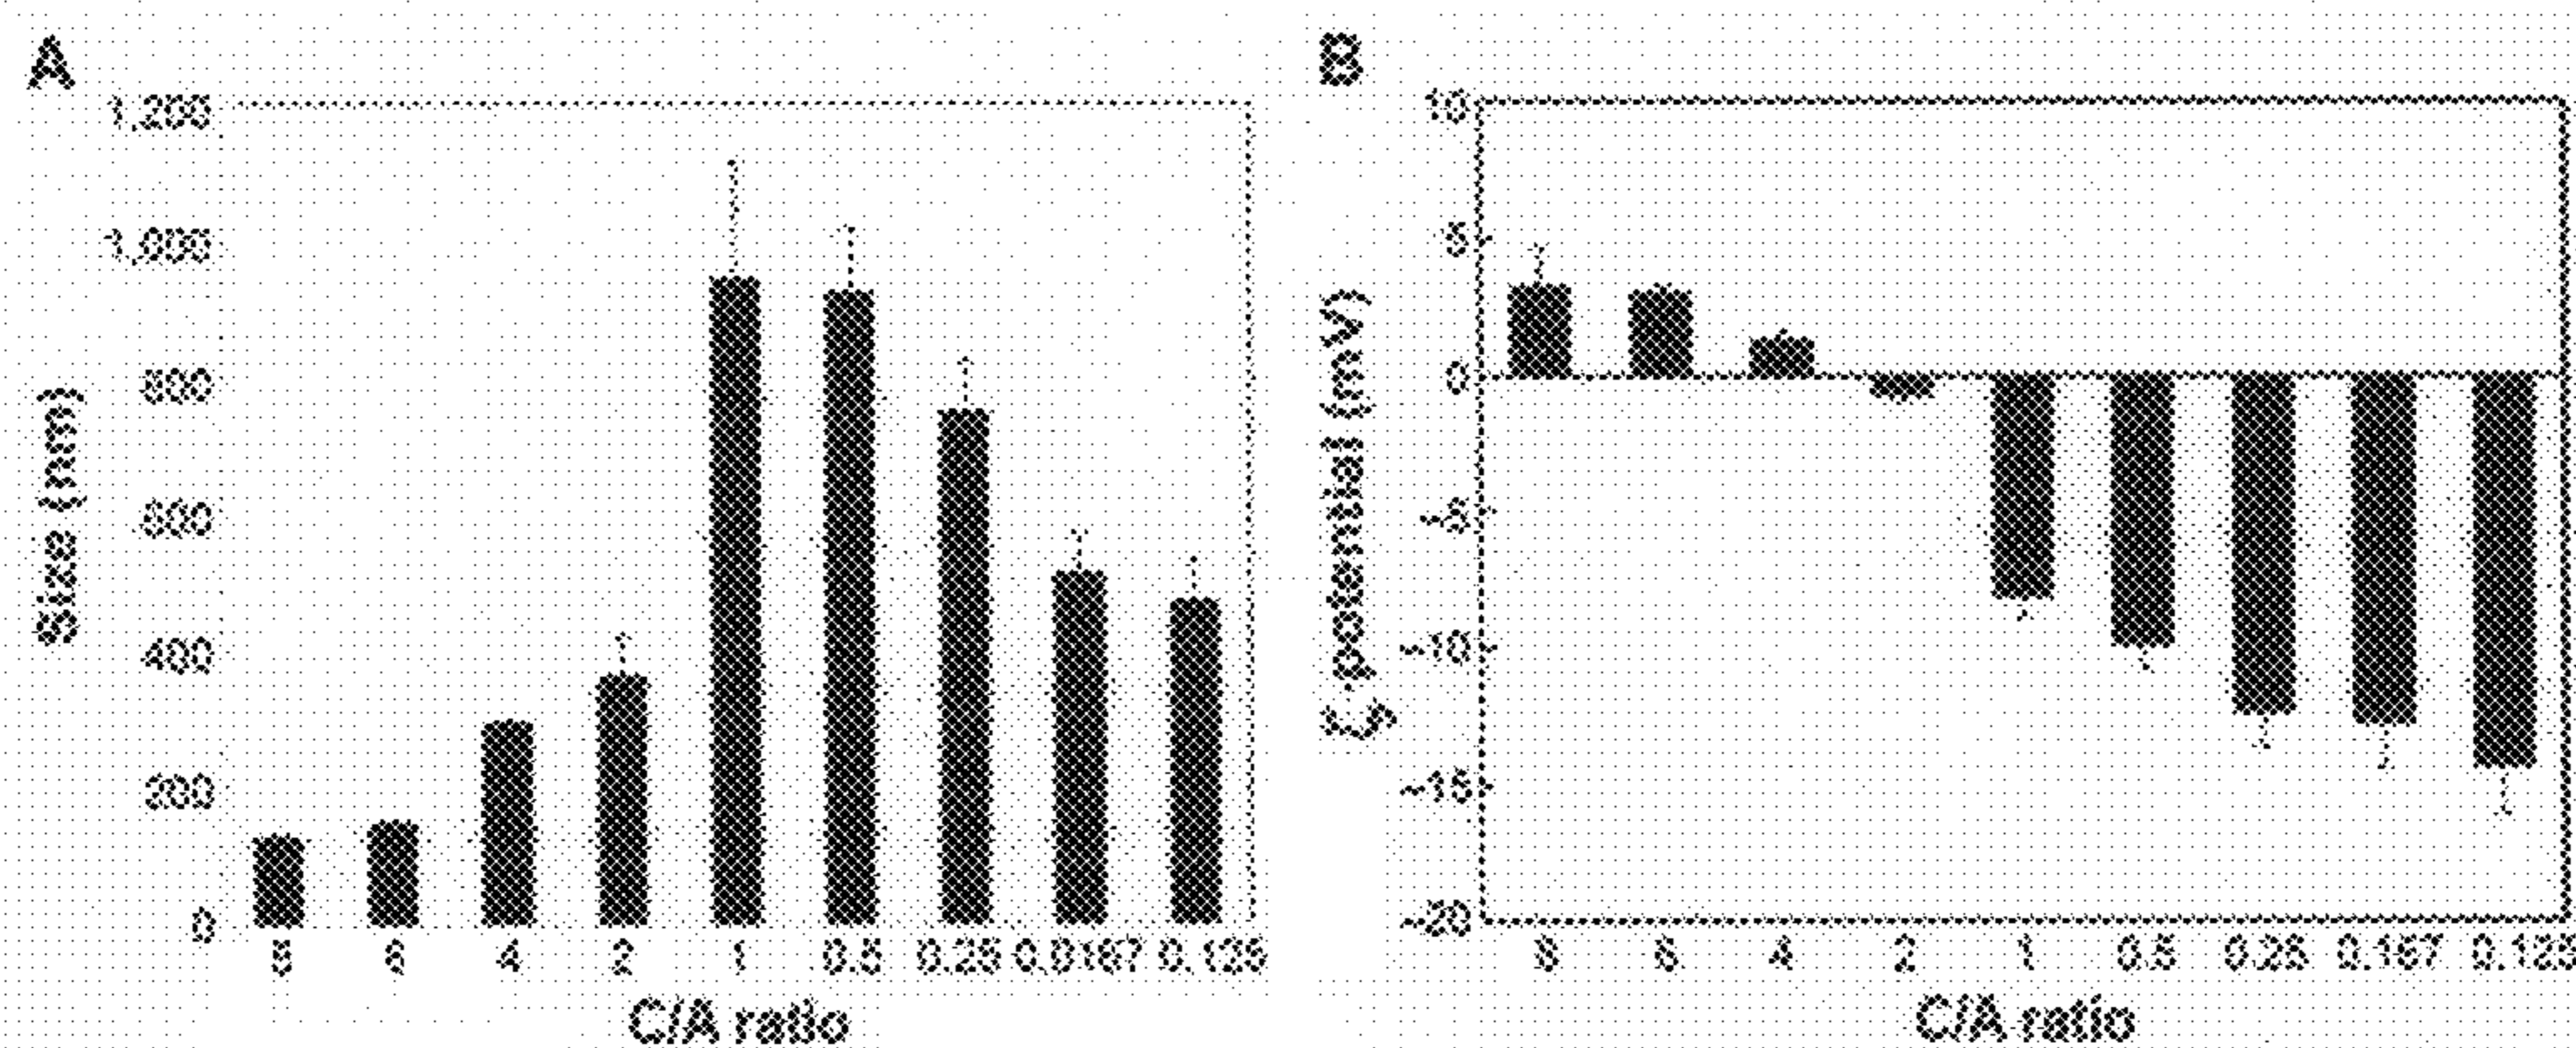 A
1,200
1,000
800
600
400
200
0
Size (nm)
8 6 4 2 1 0.5 0.25 0.0167 0.125
C/A ratio
B
10
5
0
-5
-10
-15
-20
ζ-potential (mV)
8 6 4 2 1 0.5 0.25 0.167 0.125
C/A ratio